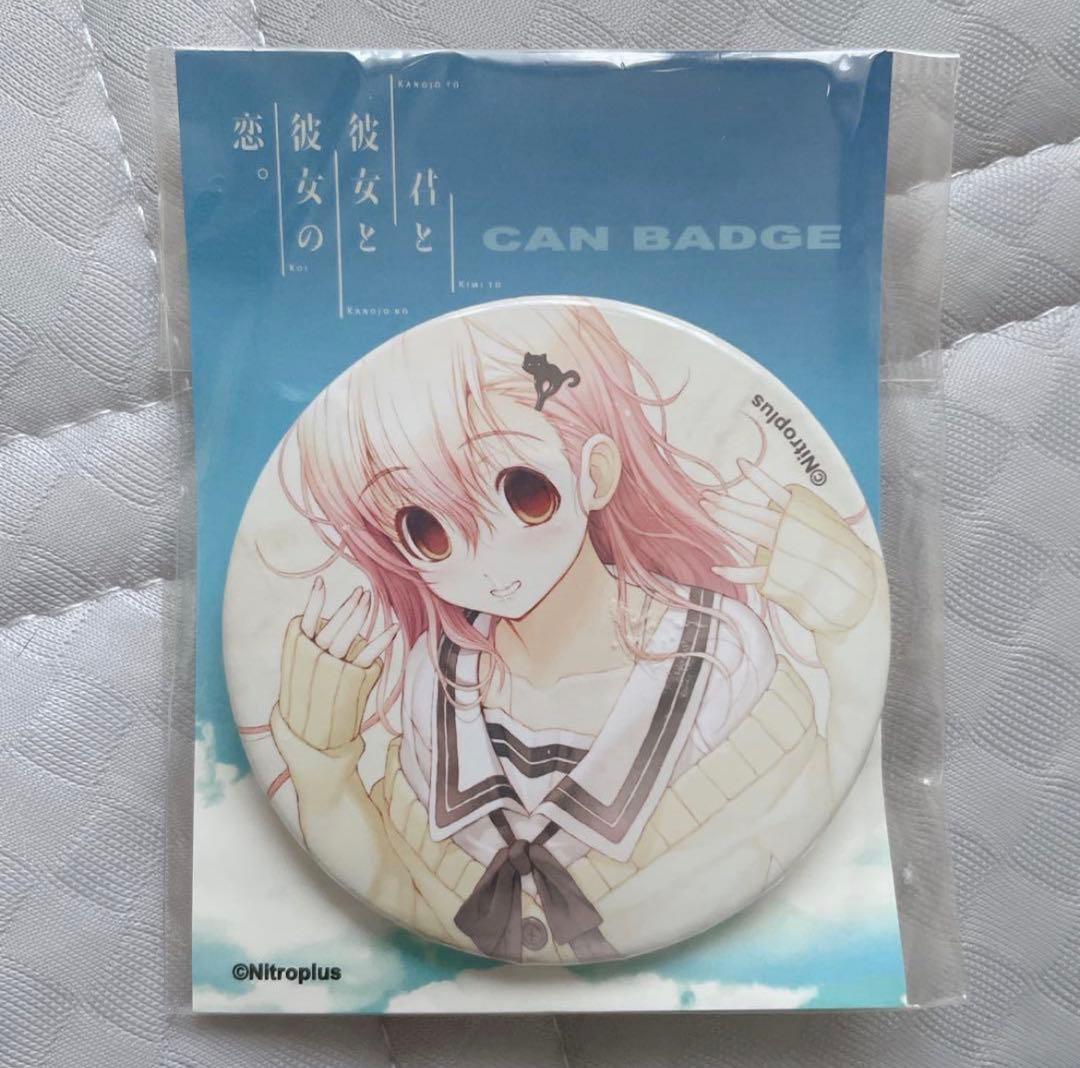 君と
彼女と
彼女の
恋。
KIMI TO
KANOJO TO
KANOJO NO
KOI
CAN BADGE
©Nitroplus
©Nitroplus